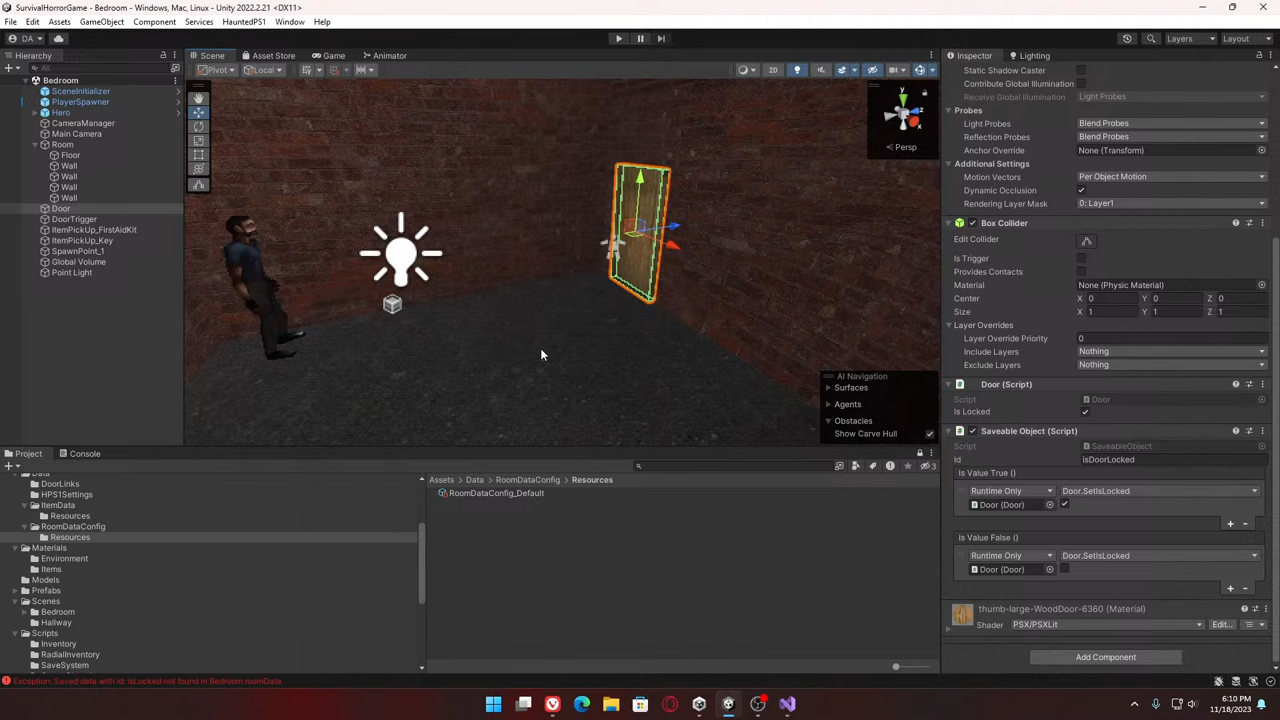 SurvivalHorrorGame - Bedroom - Windows, Mac, Linux - Unity 2022.2.21 <DX11>
File Edit Assets GameObject Component Services HauntedPS1 Window Help
DA Layers Layout
Hierarchy
All
Bedroom
SceneInitializer
PlayerSpawner
Hero
CameraManager
Main Camera
Room
Floor
Wall
Wall
Wall
Wall
Door
DoorTrigger
ItemPickUp_FirstAidKit
ItemPickUp_Key
SpawnPoint_1
Global Volume
Point Light
Scene Asset Store Game Animator
Pivot Local 2D
y
z
x
Persp
AI Navigation
Surfaces
Agents
Obstacles
Show Carve Hull
Inspector Lighting
Static Shadow Caster
Contribute Global Illumination
Receive Global Illumination Light Probes
Probes
Light Probes Blend Probes
Reflection Probes Blend Probes
Anchor Override None (Transform)
Additional Settings
Motion Vectors Per Object Motion
Dynamic Occlusion
Rendering Layer Mask 0: Layer1
Box Collider
Edit Collider
Is Trigger
Provides Contacts
Material None (Physic Material)
Center X 0 Y 0 Z 0
Size X 1 Y 1 Z 1
Layer Overrides
Layer Override Priority 0
Include Layers Nothing
Exclude Layers Nothing
Door (Script)
Script Door
Is Locked
Saveable Object (Script)
Script SaveableObject
Id isDoorLocked
Is Value True ()
Runtime Only Door.SetIsLocked
Door (Door)
Is Value False ()
Runtime Only Door.SetIsLocked
Door (Door)
thumb-large-WoodDoor-6360 (Material)
Shader PSX/PSXLit Edit...
Add Component
Project Console
3
Data
DoorLinks
HPS1Settings
ItemData
Resources
RoomDataConfig
Resources
Materials
Environment
Items
Models
Prefabs
Scenes
Bedroom
Hallway
Scripts
Inventory
RadialInventory
SaveSystem
Assets > Data > RoomDataConfig > Resources
RoomDataConfig_Default
Exception: Saved data with id: isLocked not found in Bedroom roomData
6:10 PM
11/18/2023